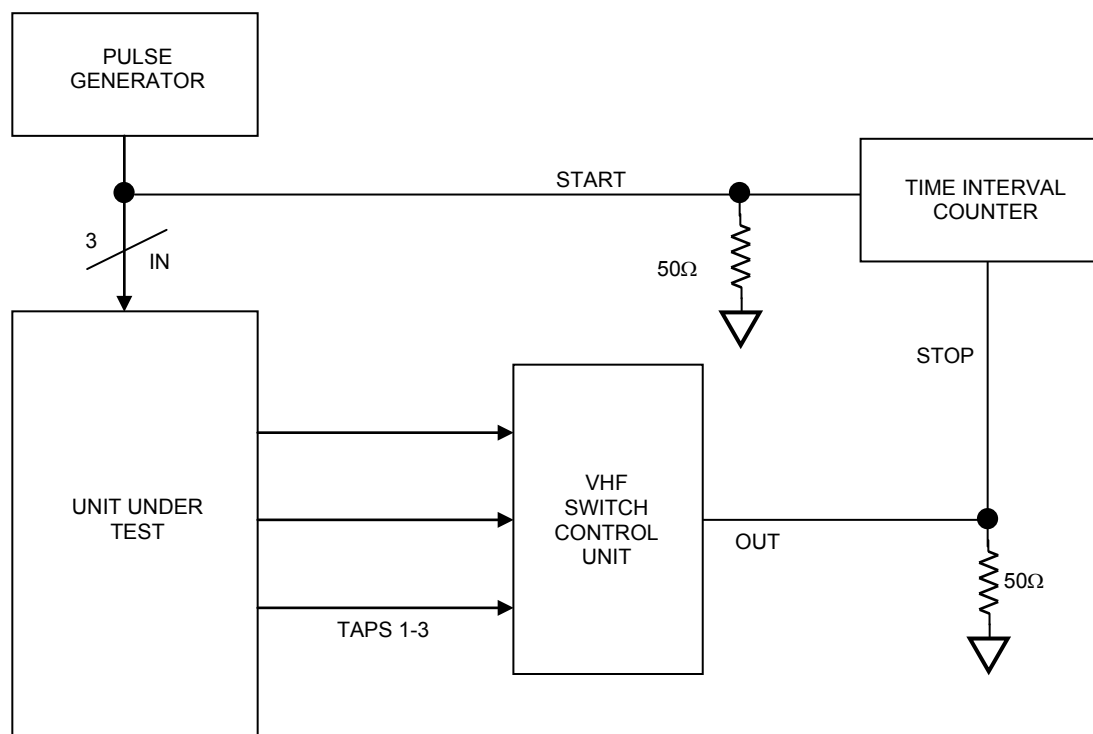 PULSE
GENERATOR
START
TIME INTERVAL
COUNTER
3
IN
50Ω
STOP
UNIT UNDER
TEST
VHF
SWITCH
CONTROL
UNIT
OUT
50Ω
TAPS 1-3